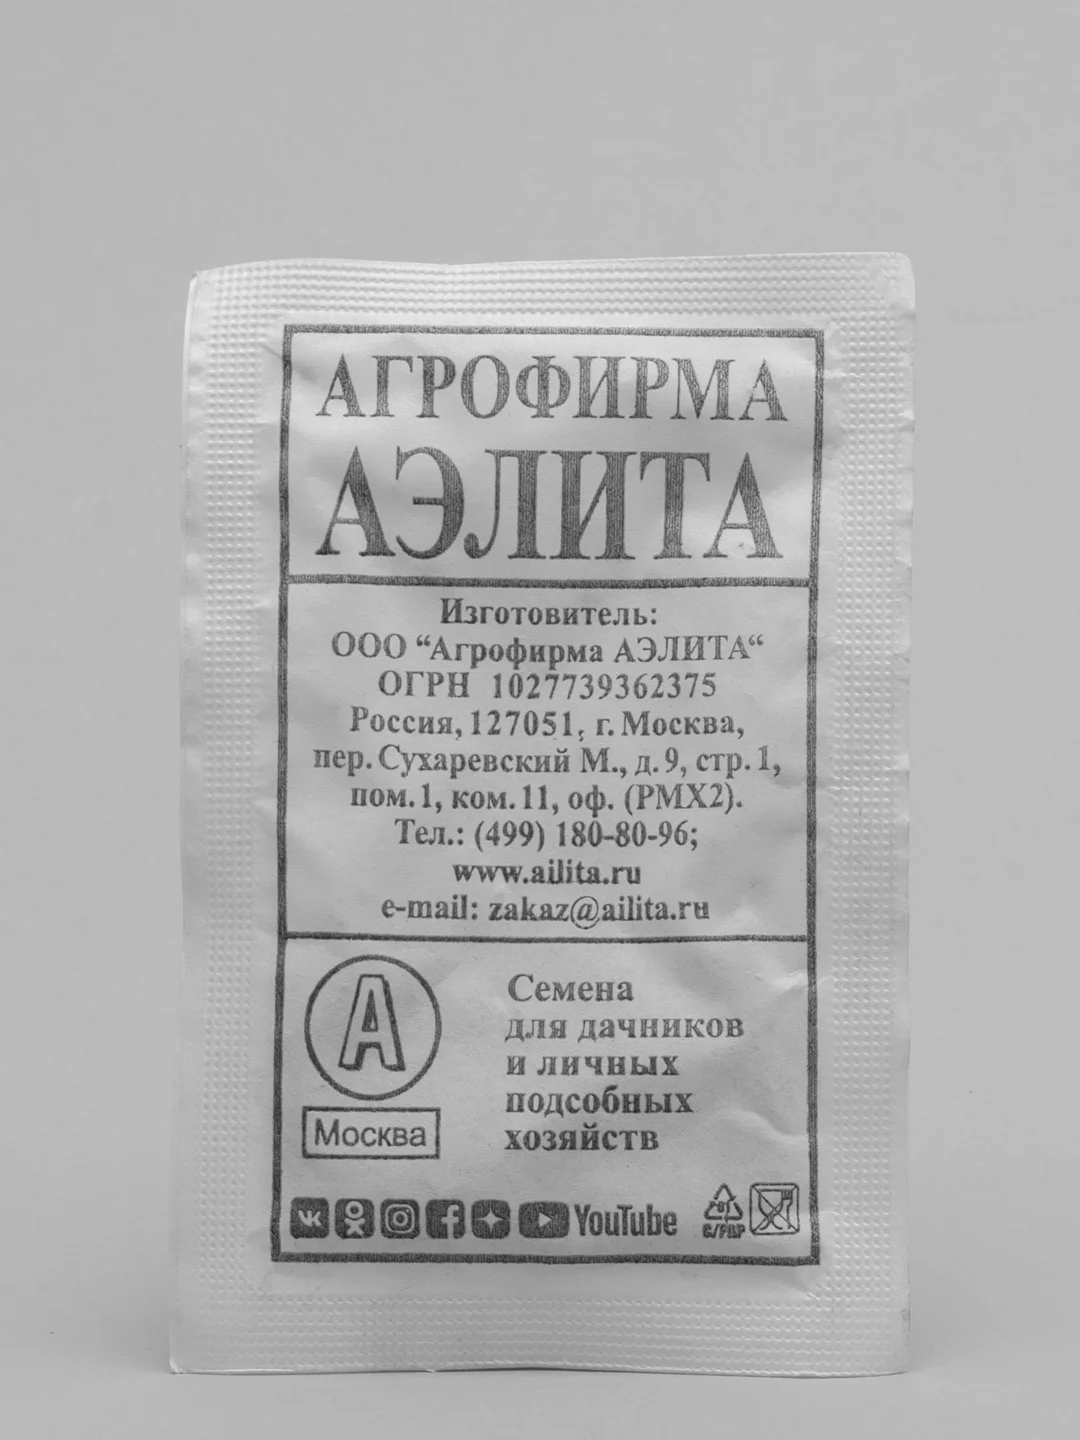 АГРОФИРМА
АЭЛИТА
Изготовитель:
ООО “Агрофирма АЭЛИТА“
ОГРН 1027739362375
Россия, 127051, г. Москва,
пер. Сухаревский М., д. 9, стр. 1,
пом. 1, ком. 11, оф. (РМХ2).
Тел.: (499) 180-80-96;
www.ailita.ru
e-mail: zakaz@ailita.ru
А
Москва
Семена
для дачников
и личных
подсобных
хозяйств
YouTube